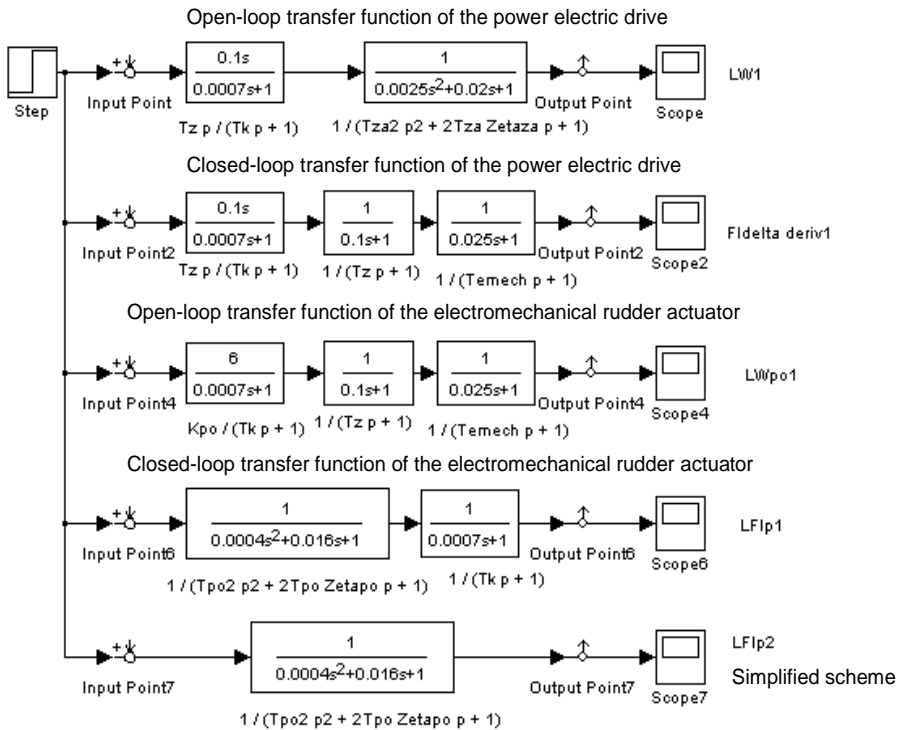 Open-loop transfer function of the power electric drive
Step
Input Point
0.1s
0.0007s+1
Tz p / (Tk p + 1)
1
0.0025s2+0.02s+1
1 / (Tza2 p2 + 2Tza Zetaza p + 1)
Output Point
Scope
LW1
Closed-loop transfer function of the power electric drive
Input Point2
0.1s
0.0007s+1
Tz p / (Tk p + 1)
1
0.1s+1
1 / (Tz p + 1)
1
0.025s+1
1 / (Temech p + 1)
Output Point2
Scope2
FIdelta deriv1
Open-loop transfer function of the electromechanical rudder actuator
Input Point4
6
0.0007s+1
Kpo / (Tk p + 1)
1
0.1s+1
1 / (Tz p + 1)
1
0.025s+1
1 / (Temech p + 1)
Output Point4
Scope4
LWpo1
Closed-loop transfer function of the electromechanical rudder actuator
Input Point6
1
0.0004s2+0.016s+1
1 / (Tpo2 p2 + 2Tpo Zetapo p + 1)
1
0.0007s+1
1 / (Tk p + 1)
Output Point6
Scope6
LFIp1
Input Point7
1
0.0004s2+0.016s+1
1 / (Tpo2 p2 + 2Tpo Zetapo p + 1)
Output Point7
Scope7
LFIp2
Simplified scheme